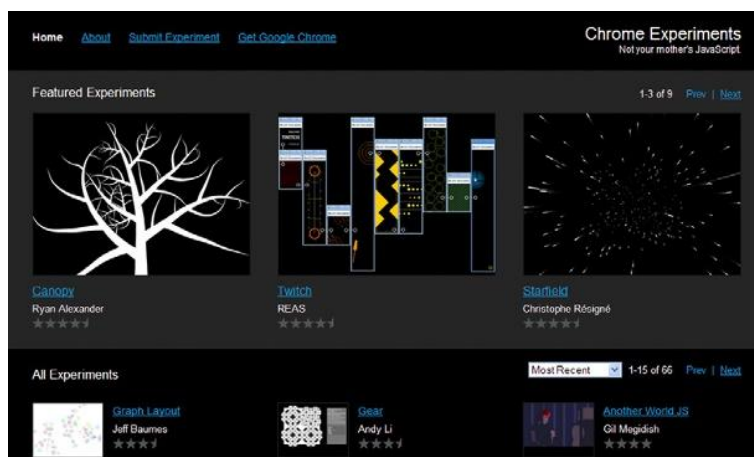 Home About Submit Experiment Get Google Chrome
Chrome Experiments
Not your mother's JavaScript.
Featured Experiments
1-3 of 9 Prev | Next
Canopy
Ryan Alexander
Twitch
REAS
Starfield
Christophe Résigné
All Experiments
Most Recent 1-15 of 66 Prev | Next
Graph Layout
Jeff Baumes
Gear
Andy Li
Another World JS
Gil Megidish